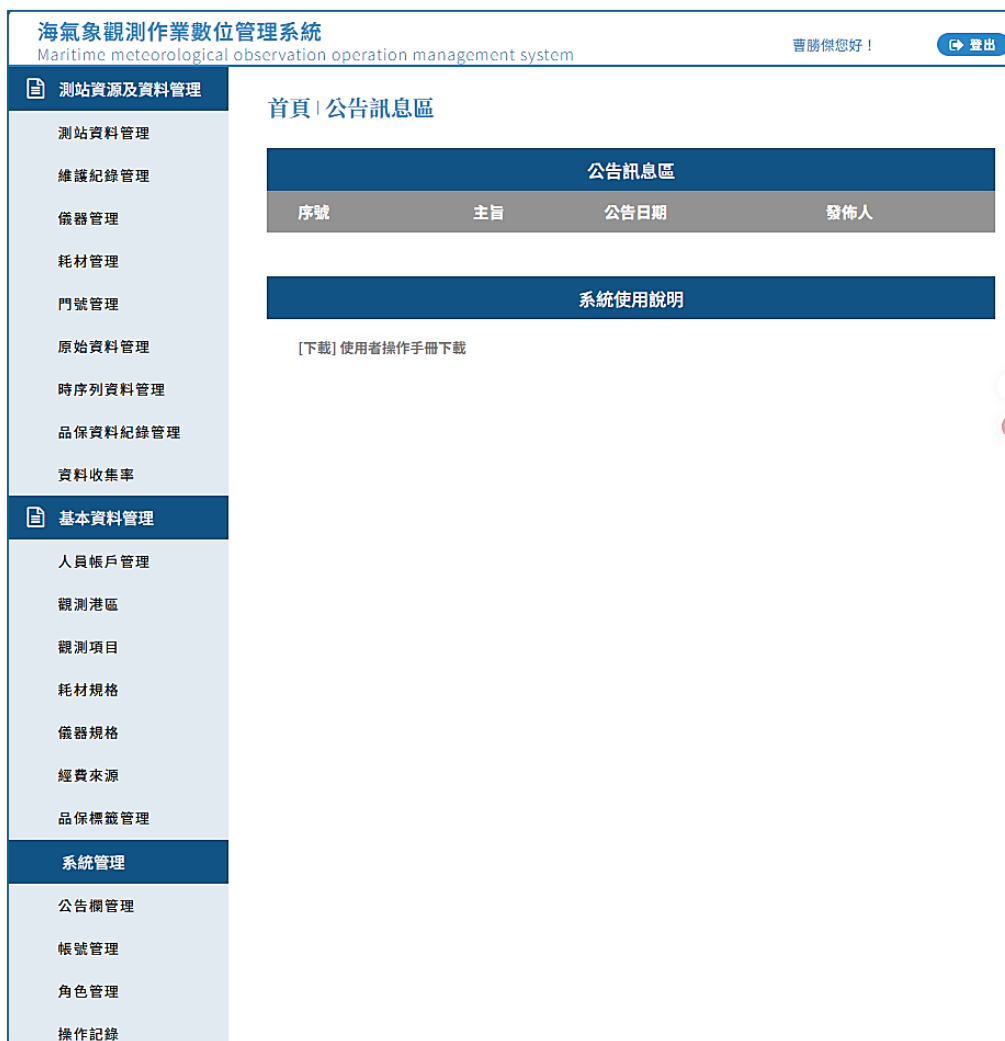 海氣象觀測作業數位管理系統
Maritime meteorological observation operation management system
曹勝傑您好！
登出
測站資源及資料管理
測站資料管理
維護紀錄管理
儀器管理
耗材管理
門號管理
原始資料管理
時序列資料管理
品保資料紀錄管理
資料收集率
基本資料管理
人員帳戶管理
觀測港區
觀測項目
耗材規格
儀器規格
經費來源
品保標籤管理
系統管理
公告欄管理
帳號管理
角色管理
操作記錄
首頁 | 公告訊息區
公告訊息區
序號 主旨 公告日期 發佈人
系統使用說明
[下載] 使用者操作手冊下載